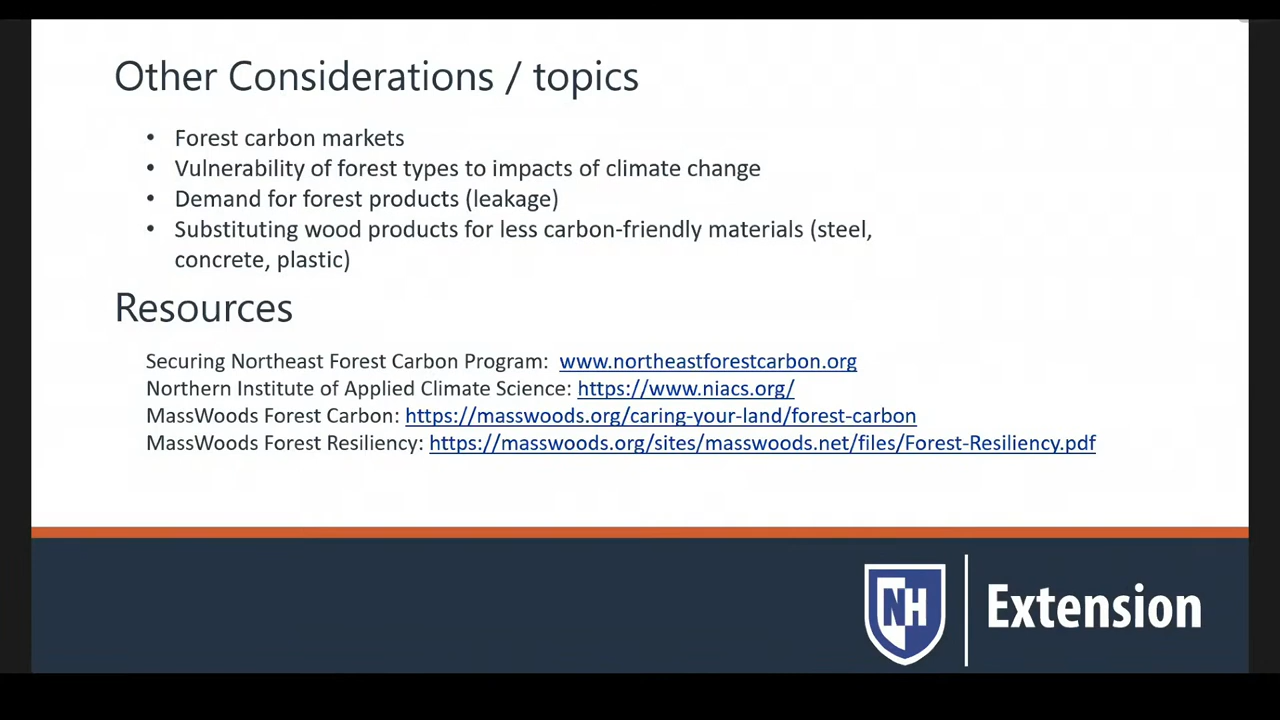 Other Considerations / topics
• Forest carbon markets
• Vulnerability of forest types to impacts of climate change
• Demand for forest products (leakage)
• Substituting wood products for less carbon-friendly materials (steel,
concrete, plastic)
Resources
Securing Northeast Forest Carbon Program: www.northeastforestcarbon.org
Northern Institute of Applied Climate Science: https://www.niacs.org/
MassWoods Forest Carbon: https://masswoods.org/caring-your-land/forest-carbon
MassWoods Forest Resiliency: https://masswoods.org/sites/masswoods.net/files/Forest-Resiliency.pdf
NH Extension